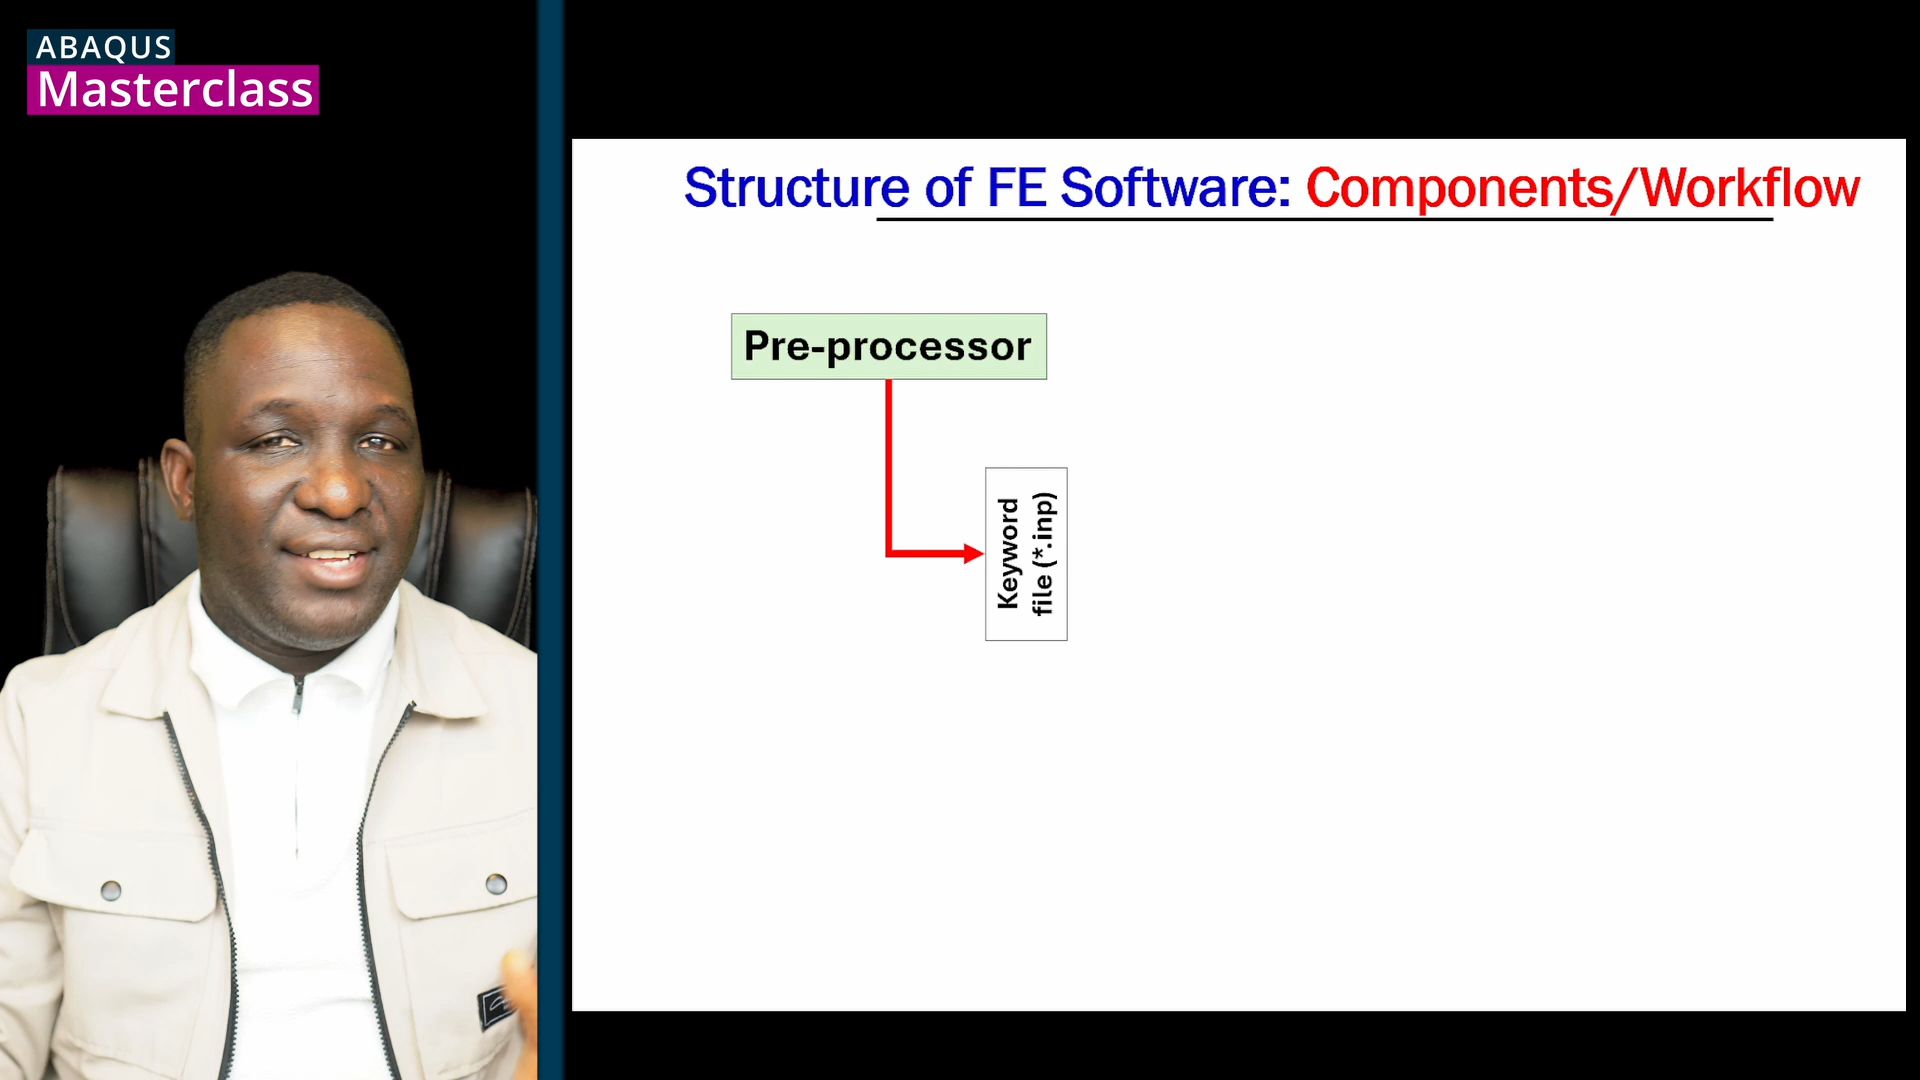 ABAQUS
Masterclass
Structure of FE Software: Components/Workflow
Pre-processor
Keyword
file (*.inp)